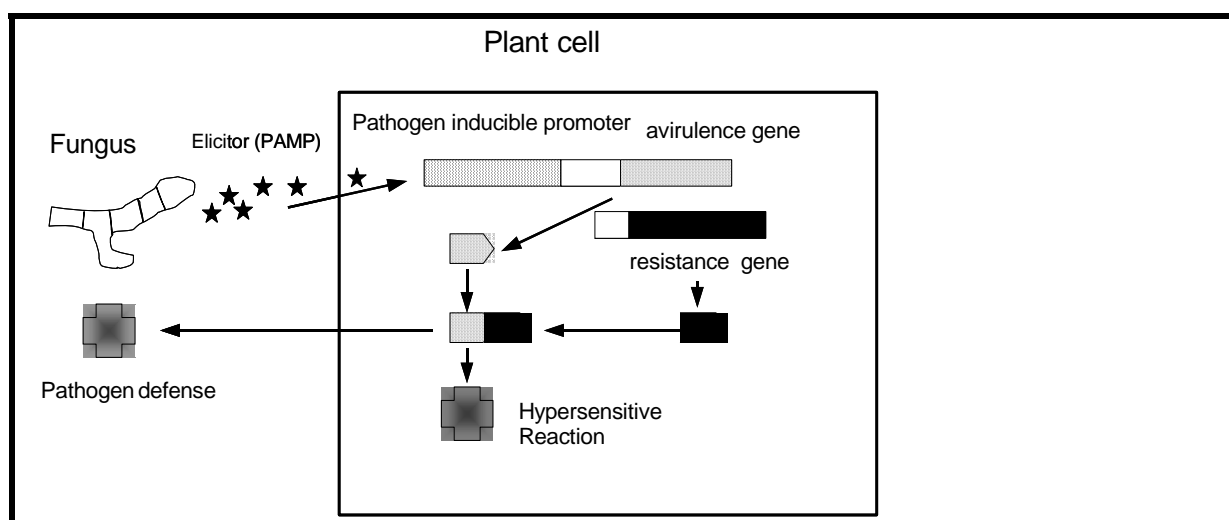 Plant cell
Pathogen inducible promoter
avirulence gene
Fungus
Elicitor (PAMP)
resistance gene
Pathogen defense
Hypersensitive
Reaction